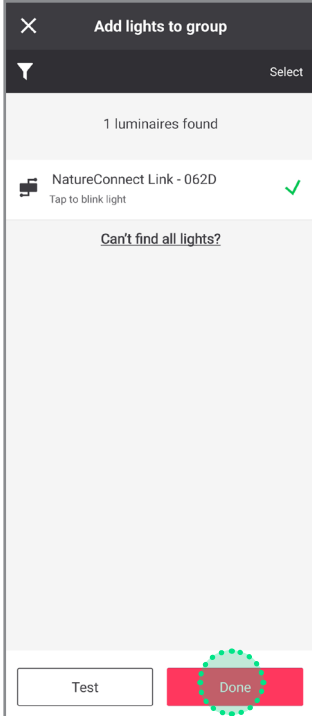 Add lights to group
Select
1 luminaires found
NatureConnect Link - 062D
Tap to blink light
Can't find all lights?
Test
Done